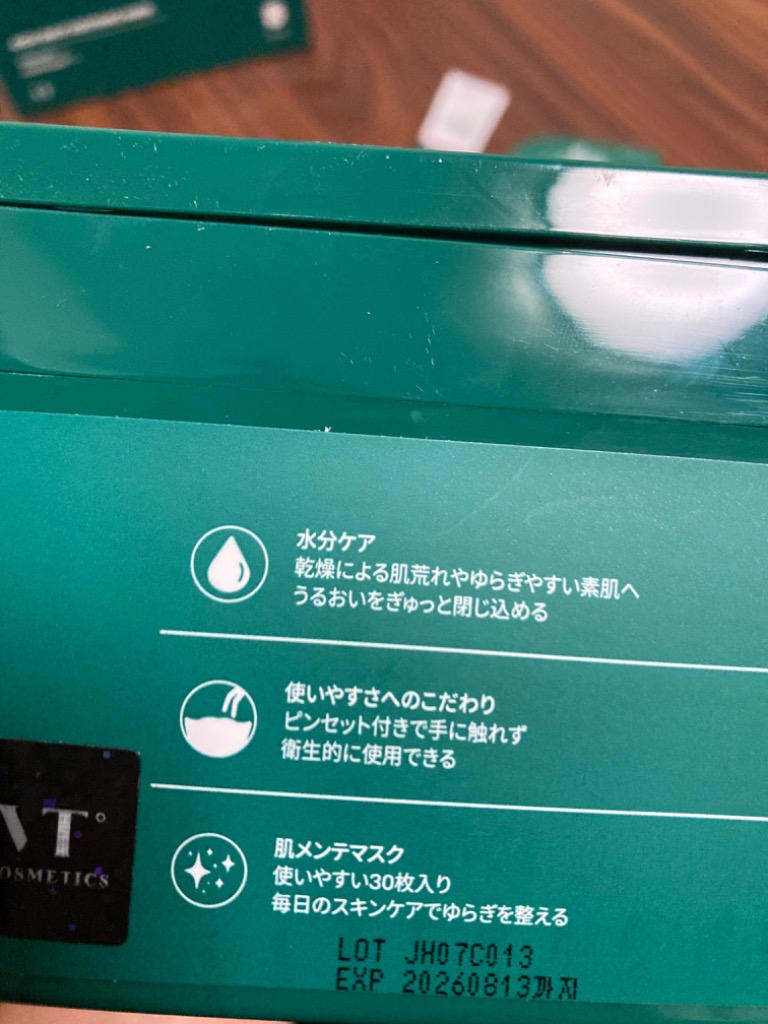 水分ケア
乾燥による肌荒れやゆらぎやすい素肌へ
うるおいをぎゅっと閉じ込める
使いやすさへのこだわり
ピンセット付きで手に触れず
衛生的に使用できる
VT
COSMETICS
肌メンテマスク
使いやすい30枚入り
毎日のスキンケアでゆらぎを整える
LOT JH07C013
EXP 20260813까지